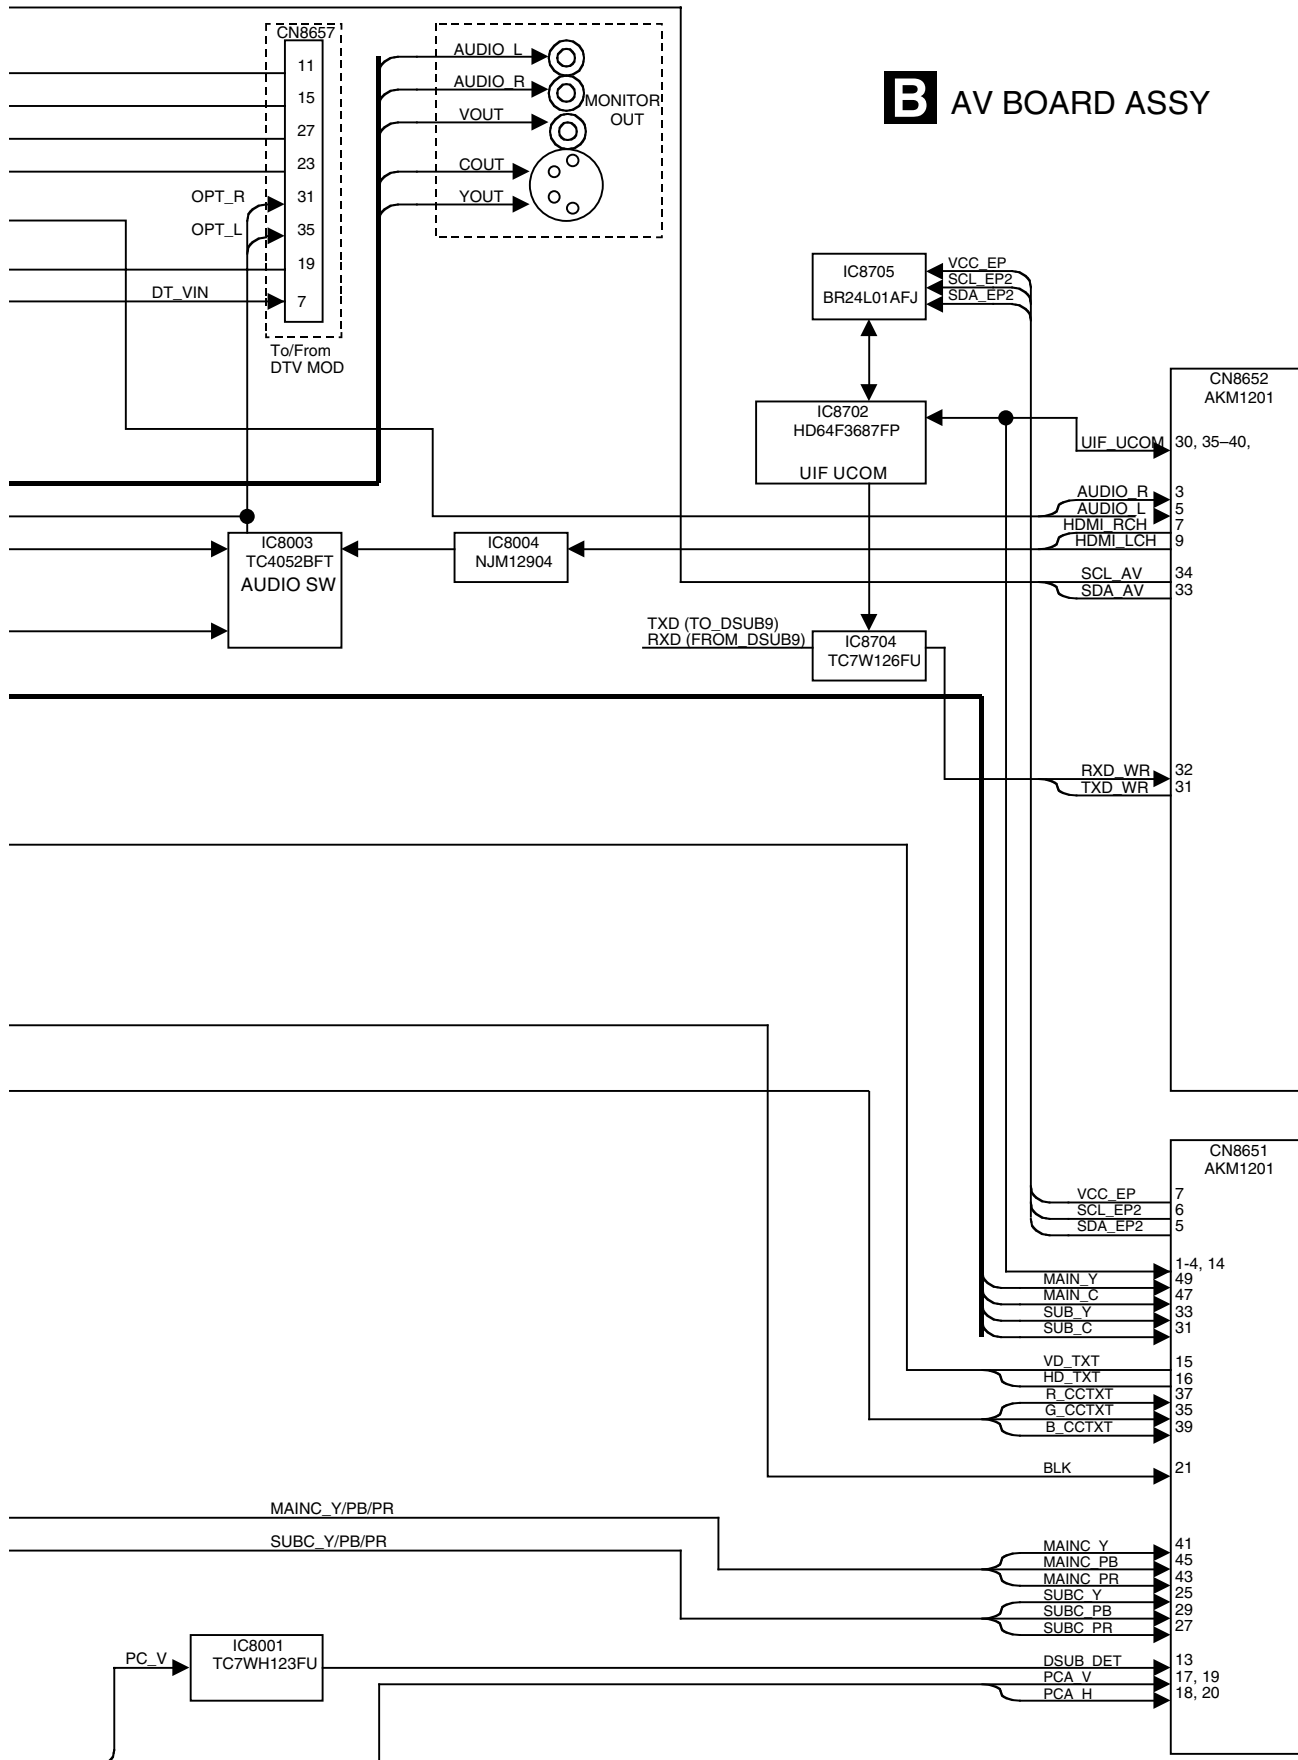 CN8657
11
15
27
23
31
35
19
7
OPT_R
OPT_L
DT_VIN
To/From
DTV MOD
AUDIO_L
AUDIO_R
VOUT
COUT
YOUT
MONITOR
OUT
B AV BOARD ASSY
IC8705
BR24L01AFJ
VCC_EP
SCL_EP2
SDA_EP2
IC8702
HD64F3687FP
UIF UCOM
CN8652
AKM1201
UIF_UCOM 30, 35–40,
AUDIO_R 3
AUDIO_L 5
HDMI_RCH 7
HDMI_LCH 9
SCL_AV 34
SDA_AV 33
IC8003
TC4052BFT
AUDIO SW
IC8004
NJM12904
TXD (TO_DSUB9)
RXD (FROM_DSUB9)
IC8704
TC7W126FU
RXD_WR 32
TXD_WR 31
CN8651
AKM1201
VCC_EP 7
SCL_EP2 6
SDA_EP2 5
1-4, 14
MAIN_Y 49
MAIN_C 47
SUB_Y 33
SUB_C 31
VD_TXT 15
HD_TXT 16
R_CCTXT 37
G_CCTXT 35
B_CCTXT 39
BLK 21
MAINC_Y/PB/PR
SUBC_Y/PB/PR
MAINC_Y 41
MAINC_PB 45
MAINC_PR 43
SUBC_Y 25
SUBC_PB 29
SUBC_PR 27
PC_V
IC8001
TC7WH123FU
DSUB_DET 13
PCA_V 17, 19
PCA_H 18, 20